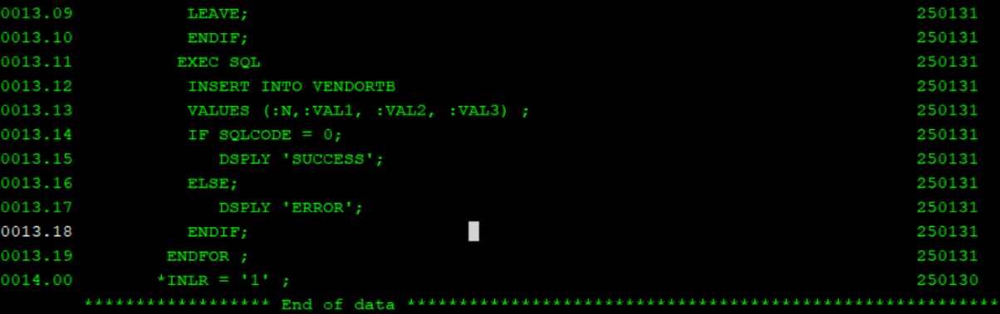 0013.09 LEAVE; 250131
0013.10 ENDIF; 250131
0013.11 EXEC SQL 250131
0013.12 INSERT INTO VENDORTB 250131
0013.13 VALUES (:N,:VAL1, :VAL2, :VAL3) ; 250131
0013.14 IF SQLCODE = 0; 250131
0013.15 DSPLY 'SUCCESS'; 250131
0013.16 ELSE; 250131
0013.17 DSPLY 'ERROR'; 250131
0013.18 ENDIF; 250131
0013.19 ENDFOR ; 250131
0014.00 *INLR = '1' ; 250130
****************** End of data *********************************************************